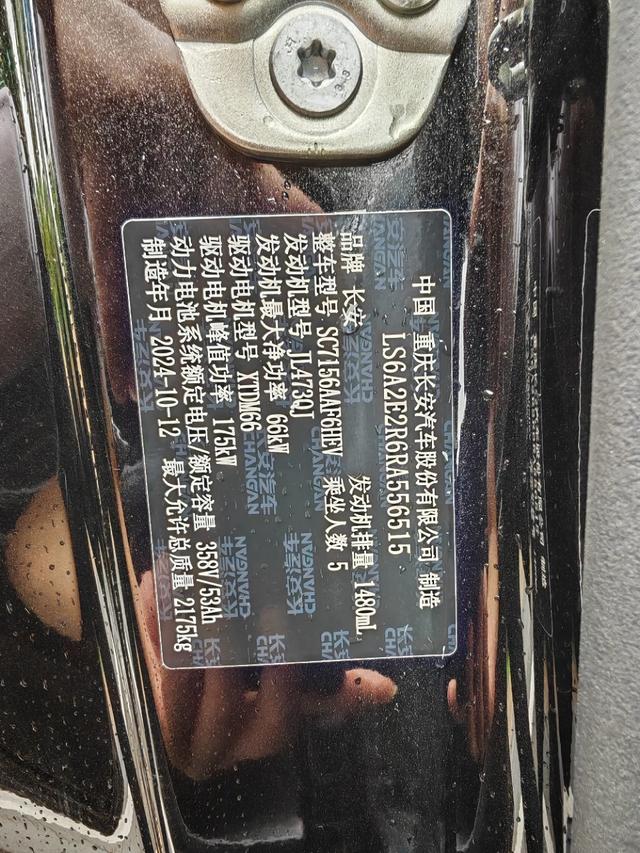 中国 重庆长安汽车股份有限公司 制造
LS6A2E2R6RA556515
品牌 长安 发动机排量 1480mL
整车型号 SC7156AAF6HEV 乘坐人数 5
发动机型号 JL473QJ
发动机最大净功率 66kW
驱动电机型号 XTDM66
驱动电机峰值功率 175kW
动力电池系统额定电压/额定容量 358V/53Ah
制造年月 2024-10-12 最大允许总质量 2175kg
长安汽车
CHANGAN